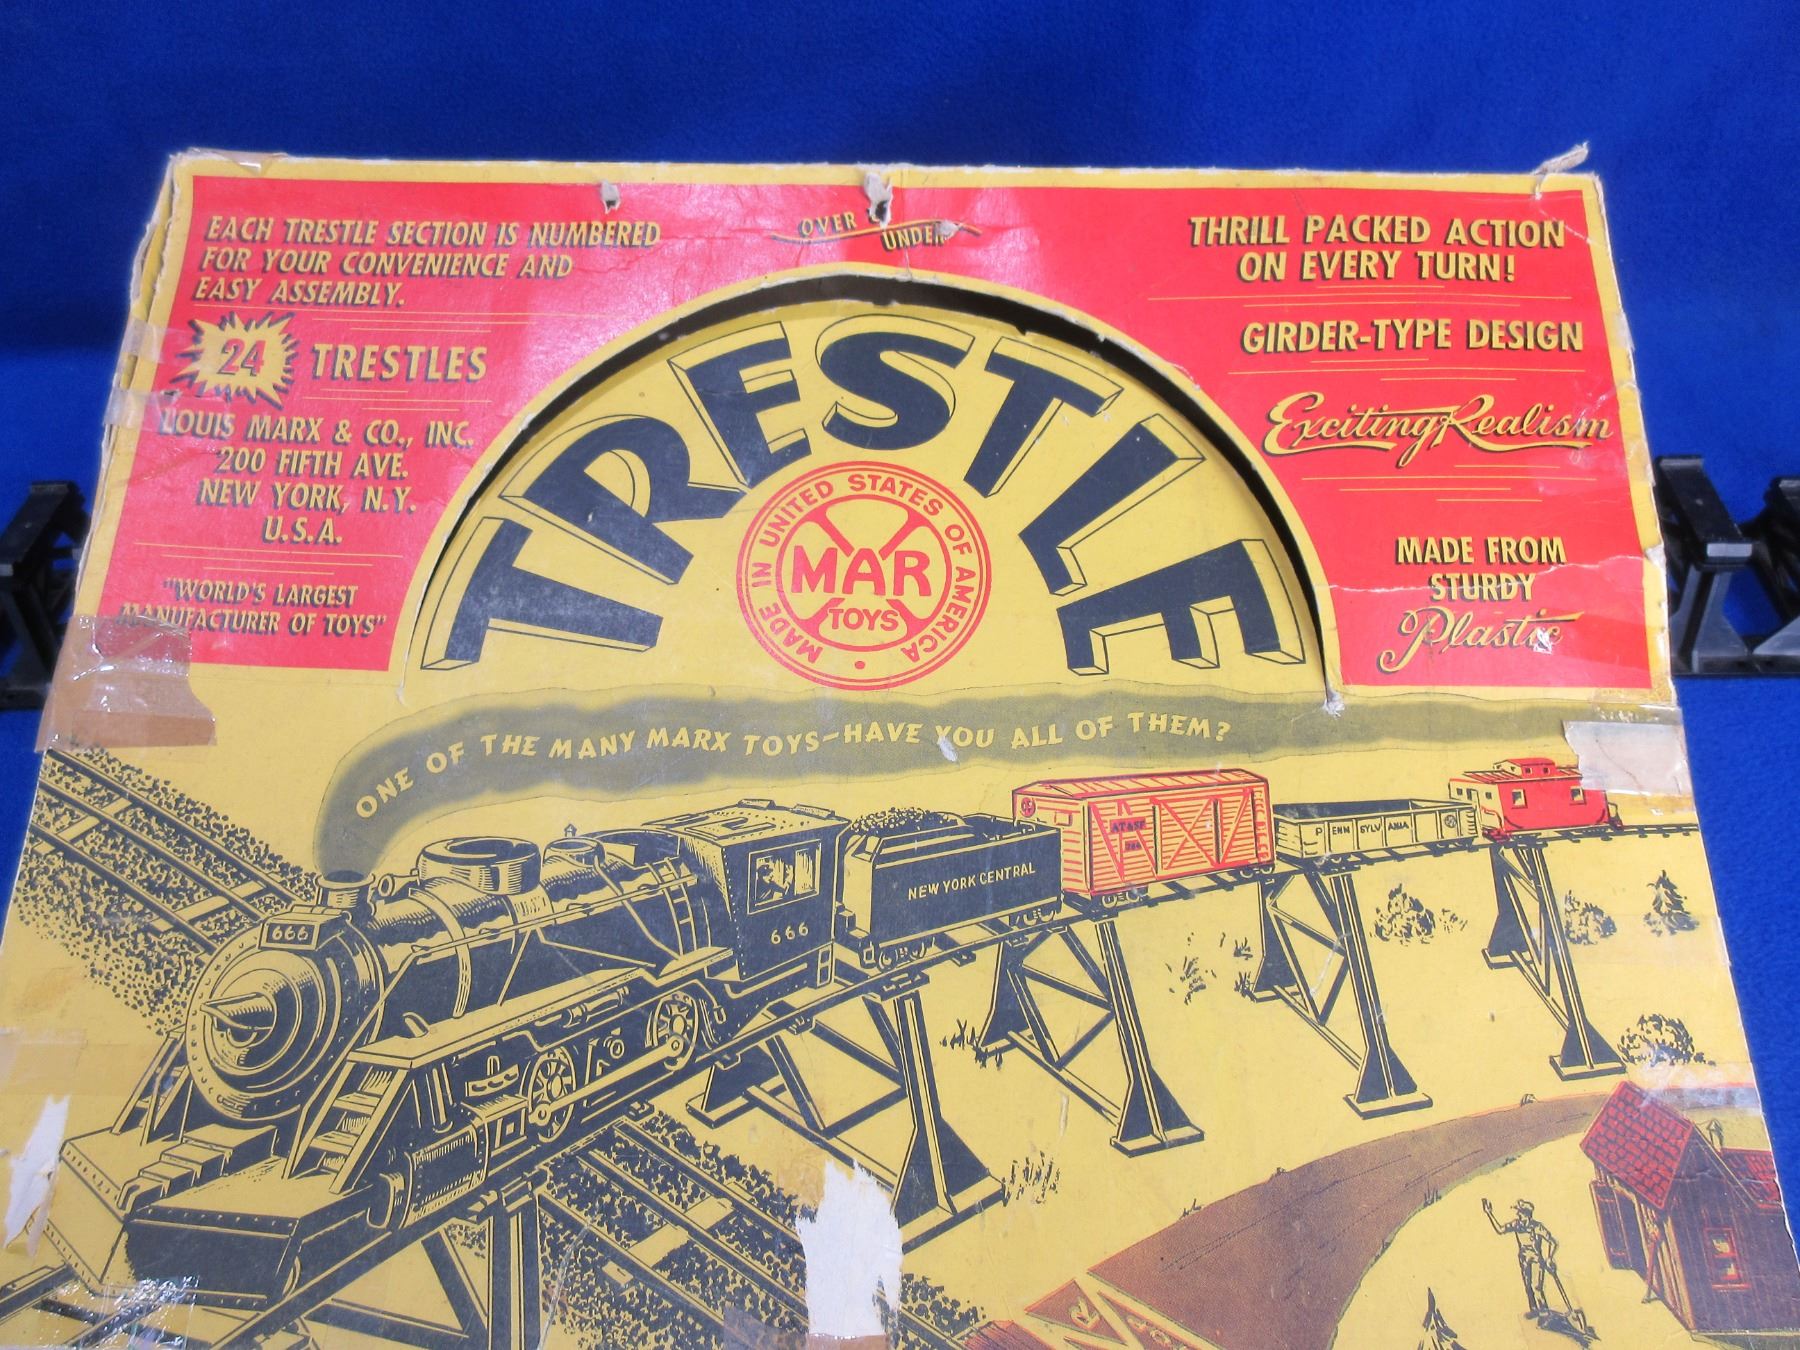 EACH TRESTLE SECTION IS NUMBERED
FOR YOUR CONVENIENCE AND
EASY ASSEMBLY.
24 TRESTLES
LOUIS MARX & CO., INC.
200 FIFTH AVE.
NEW YORK, N.Y.
U.S.A.
"WORLD'S LARGEST
MANUFACTURER OF TOYS"
OVER
UNDER
THRILL PACKED ACTION
ON EVERY TURN!
GIRDER-TYPE DESIGN
Exciting Realism
MADE FROM
STURDY
Plastic
TRESTLE
MADE IN UNITED STATES OF AMERICA
MAR
TOYS
ONE OF THE MANY MARX TOYS-HAVE YOU ALL OF THEM?
666
666
NEW YORK CENTRAL
AT&SF
PENNSYLVANIA